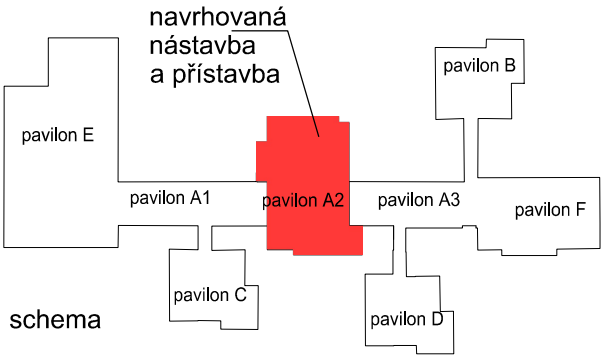 navrhovaná
nástavba
a přístavba
pavilon B
pavilon E
pavilon A1
pavilon A2
pavilon A3
pavilon F
pavilon C
pavilon D
schema